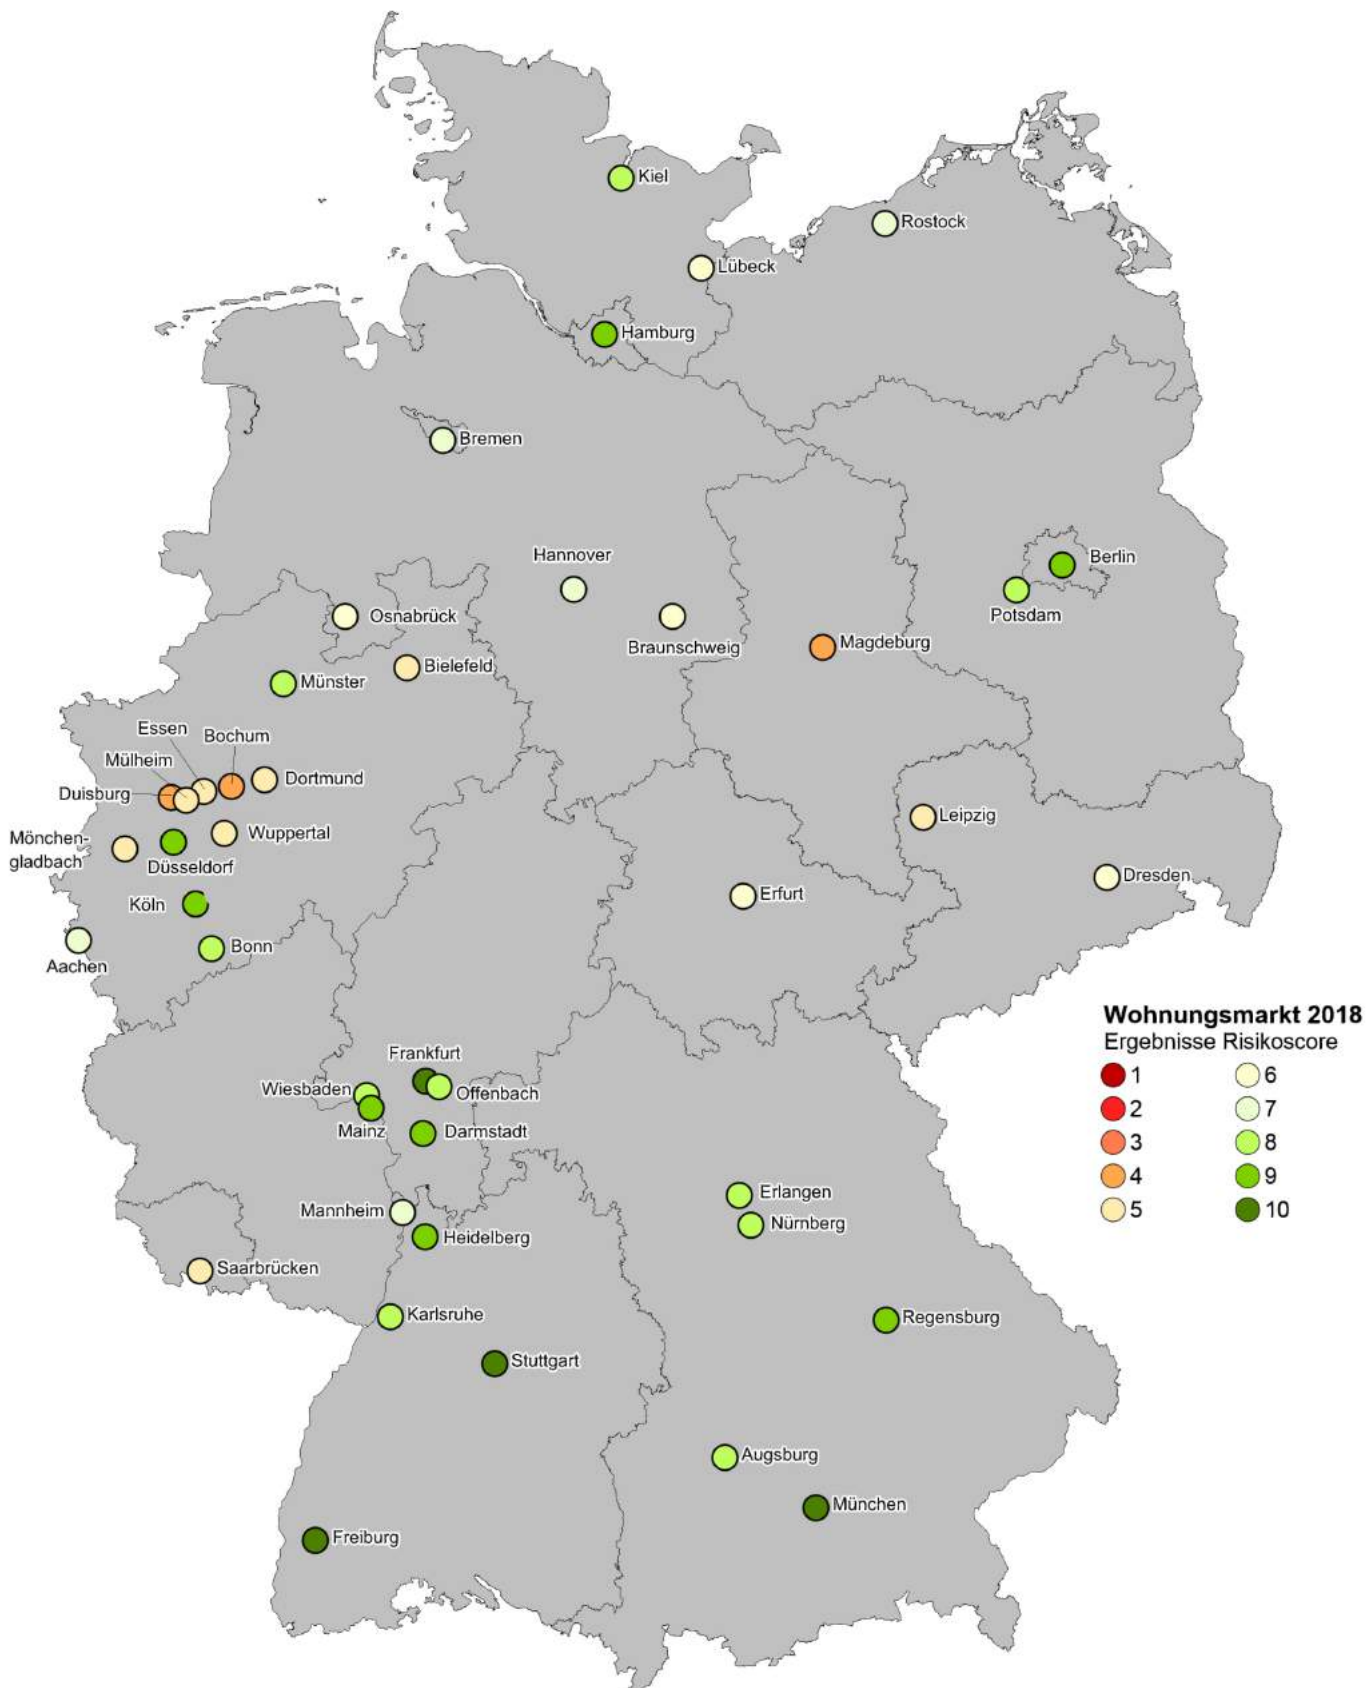 Kiel
Rostock
Lübeck
Hamburg
Bremen
Hannover
Berlin
Osnabrück
Potsdam
Braunschweig
Magdeburg
Bielefeld
Münster
Essen
Bochum
Mülheim
Dortmund
Duisburg
Leipzig
Mönchen-
gladbach
Wuppertal
Düsseldorf
Dresden
Erfurt
Köln
Bonn
Aachen
Wohnungsmarkt 2018
Ergebnisse Risikoscore
1
6
2
7
3
8
4
9
5
10
Frankfurt
Wiesbaden
Offenbach
Mainz
Darmstadt
Erlangen
Mannheim
Nürnberg
Heidelberg
Saarbrücken
Karlsruhe
Regensburg
Stuttgart
Augsburg
München
Freiburg